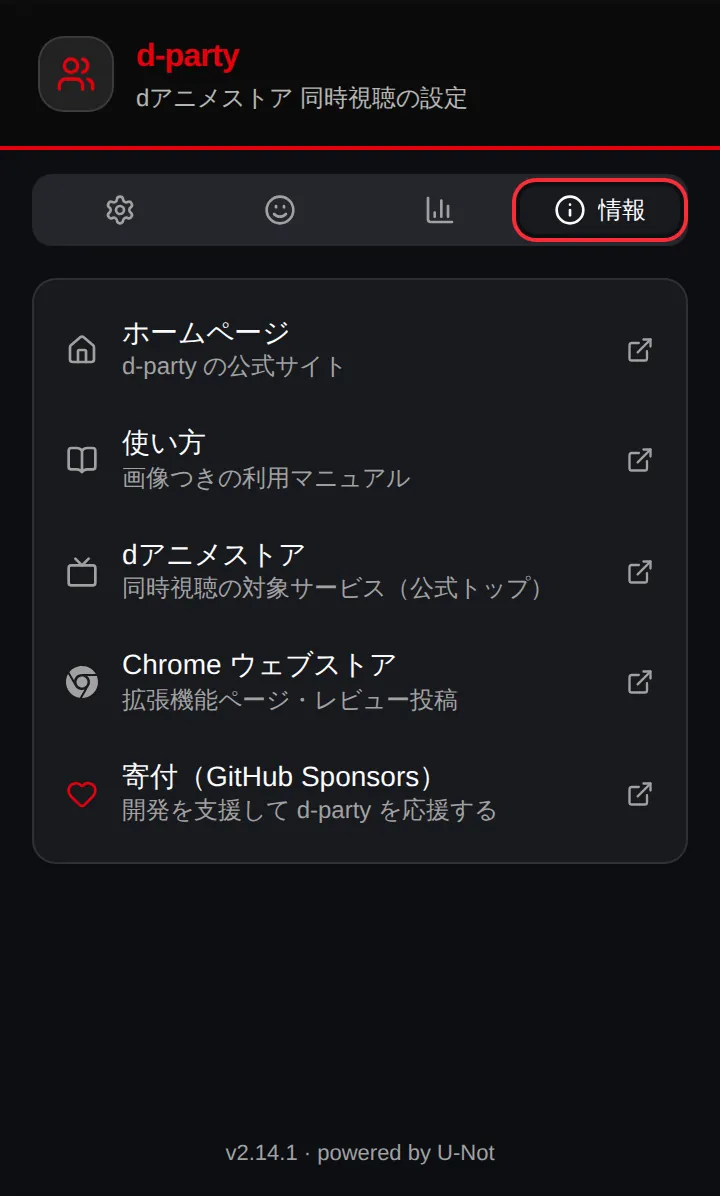 d-party
dアニメストア 同時視聴の設定
情報
ホームページ
d-party の公式サイト
使い方
画像つきの利用マニュアル
dアニメストア
同時視聴の対象サービス（公式トップ）
Chrome ウェブストア
拡張機能ページ・レビュー投稿
寄付（GitHub Sponsors）
開発を支援して d-party を応援する
v2.14.1 · powered by U-Not